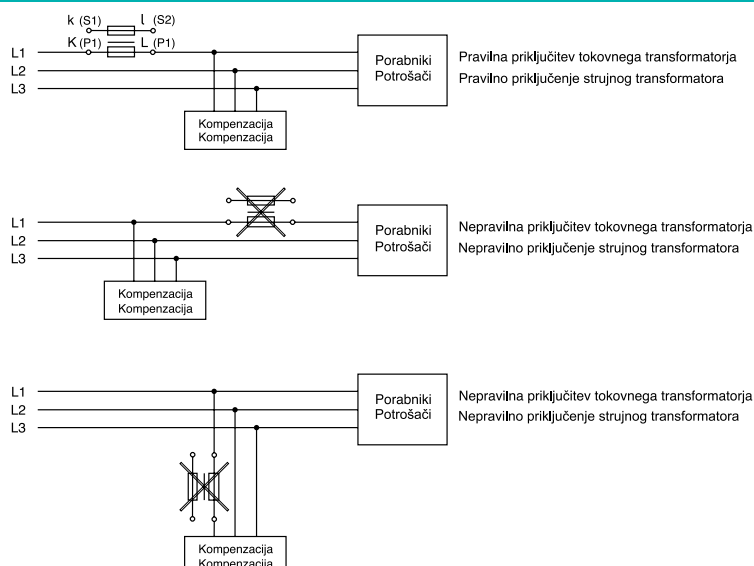 k (S1) l (S2)
K (P1) L (P1)
L1
L2
L3
Porabniki
Potrošači
Pravilna priključitev tokovnega transformatorja
Pravilno priključenje strujnog transformatora
Kompenzacija
Kompenzacija
L1
L2
L3
Porabniki
Potrošači
Nepravilna priključitev tokovnega transformatorja
Nepravilno priključenje strujnog transformatora
Kompenzacija
Kompenzacija
L1
L2
L3
Porabniki
Potrošači
Nepravilna priključitev tokovnega transformatorja
Nepravilno priključenje strujnog transformatora
Kompenzacija
Kompenzacija